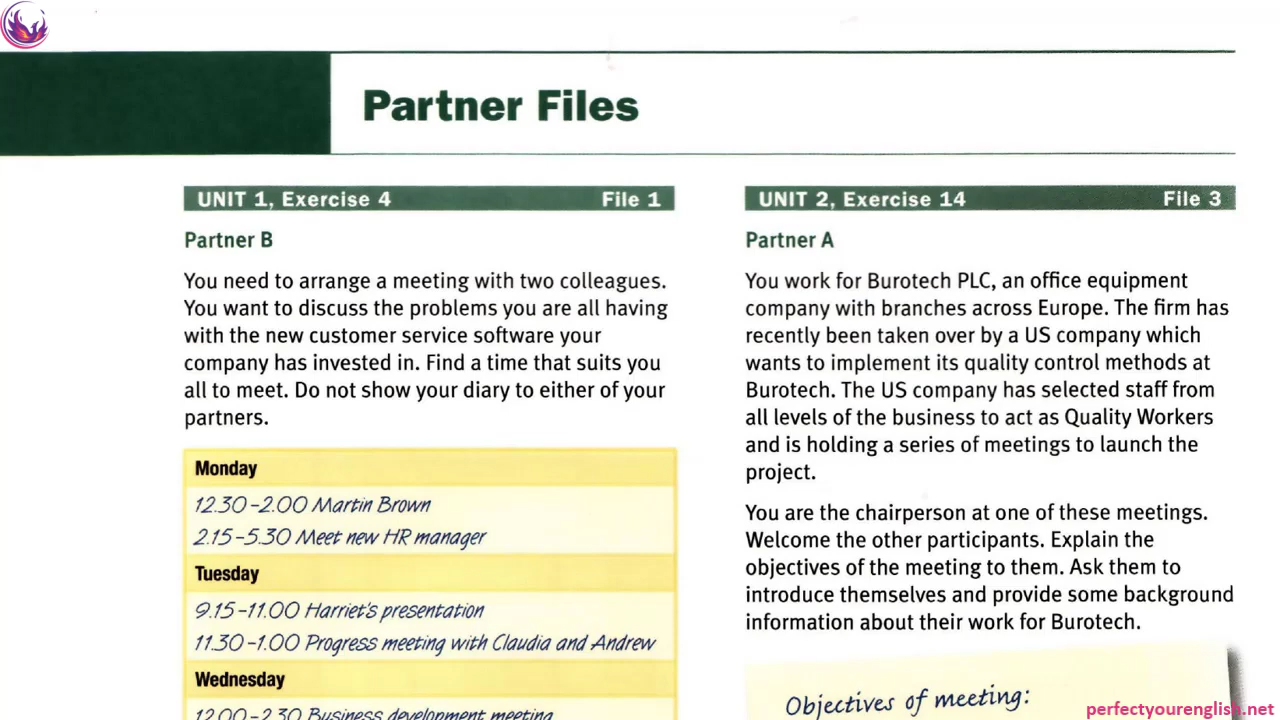 Partner Files
UNIT 1, Exercise 4 File 1
Partner B
You need to arrange a meeting with two colleagues.
You want to discuss the problems you are all having
with the new customer service software your
company has invested in. Find a time that suits you
all to meet. Do not show your diary to either of your
partners.
Monday
12.30–2.00 Martin Brown
2.15–5.30 Meet new HR manager
Tuesday
9.15–11.00 Harriet's presentation
11.30–1.00 Progress meeting with Claudia and Andrew
Wednesday
12.00–2.30 Business development meeting
UNIT 2, Exercise 14 File 3
Partner A
You work for Burotech PLC, an office equipment
company with branches across Europe. The firm has
recently been taken over by a US company which
wants to implement its quality control methods at
Burotech. The US company has selected staff from
all levels of the business to act as Quality Workers
and is holding a series of meetings to launch the
project.
You are the chairperson at one of these meetings.
Welcome the other participants. Explain the
objectives of the meeting to them. Ask them to
introduce themselves and provide some background
information about their work for Burotech.
Objectives of meeting:
perfectyourenglish.net